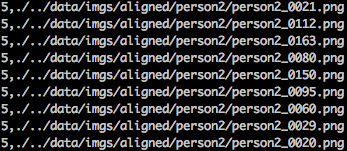 5,./../data/imgs/aligned/person2/person2_0021.png
5,./../data/imgs/aligned/person2/person2_0112.png
5,./../data/imgs/aligned/person2/person2_0163.png
5,./../data/imgs/aligned/person2/person2_0080.png
5,./../data/imgs/aligned/person2/person2_0150.png
5,./../data/imgs/aligned/person2/person2_0095.png
5,./../data/imgs/aligned/person2/person2_0060.png
5,./../data/imgs/aligned/person2/person2_0029.png
5,./../data/imgs/aligned/person2/person2_0020.png